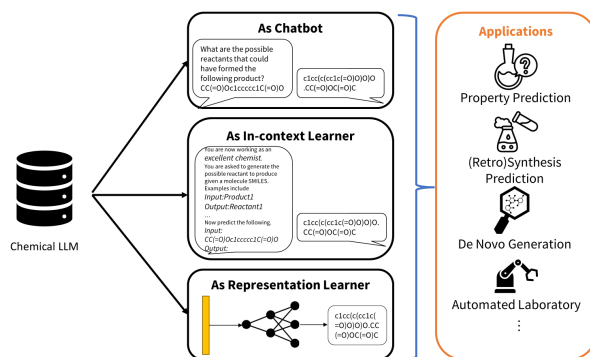 As Chatbot
What are the possible
reactants that could
have formed the
following product?
CC(=O)Oc1ccccc1C(=O)O
c1cc(c(cc1c(=O)O)O)O
.CC(=O)OC(=O)C
As In-context Learner
You are now working as an
excellent chemist.
You are asked to generate the
possible reactant to produce
given a molecule SMILES.
Examples include
Input:Product1
Output:Reactant1
...
Now predict the following.
Input:
CC(=O)Oc1ccccc1C(=O)O
Output:
c1cc(c(cc1c(=O)O)O)O.
CC(=O)OC(=O)C
As Representation Learner
c1cc(c(cc1c(
=O)O)O)O.CC
(=O)OC(=O)C
Chemical LLM
Applications
Property Prediction
(Retro)Synthesis
Prediction
De Novo Generation
Automated Laboratory
⋮